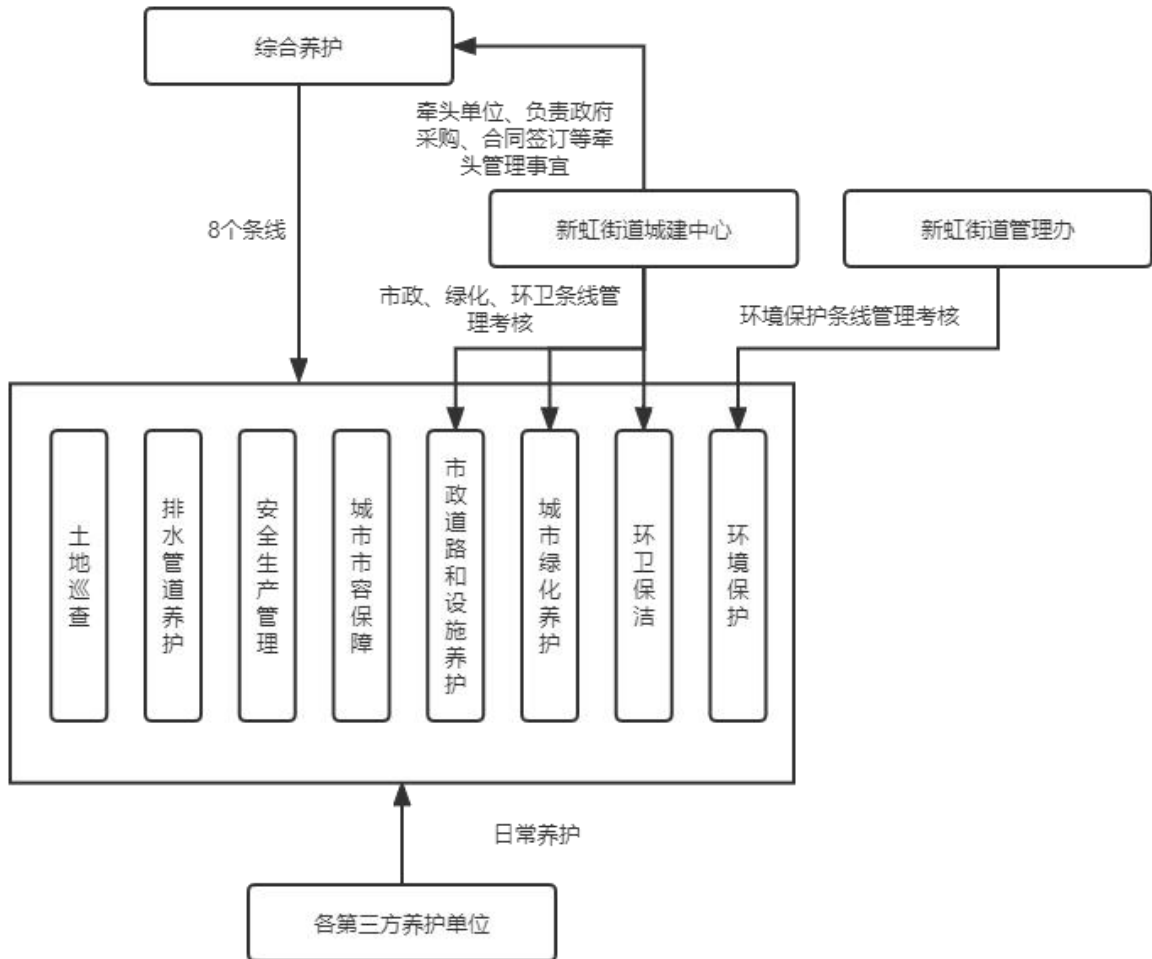 综合养护
牵头单位、负责政府
采购、合同签订等牵
头管理事宜
8个条线
新虹街道城建中心
新虹街道管理办
市政、绿化、环卫条线管
理考核
环境保护条线管理考核
土地巡查
排水管道养护
安全生产管理
城市市容保障
市政道路和设施养护
城市绿化养护
环卫保洁
环境保护
日常养护
各第三方养护单位